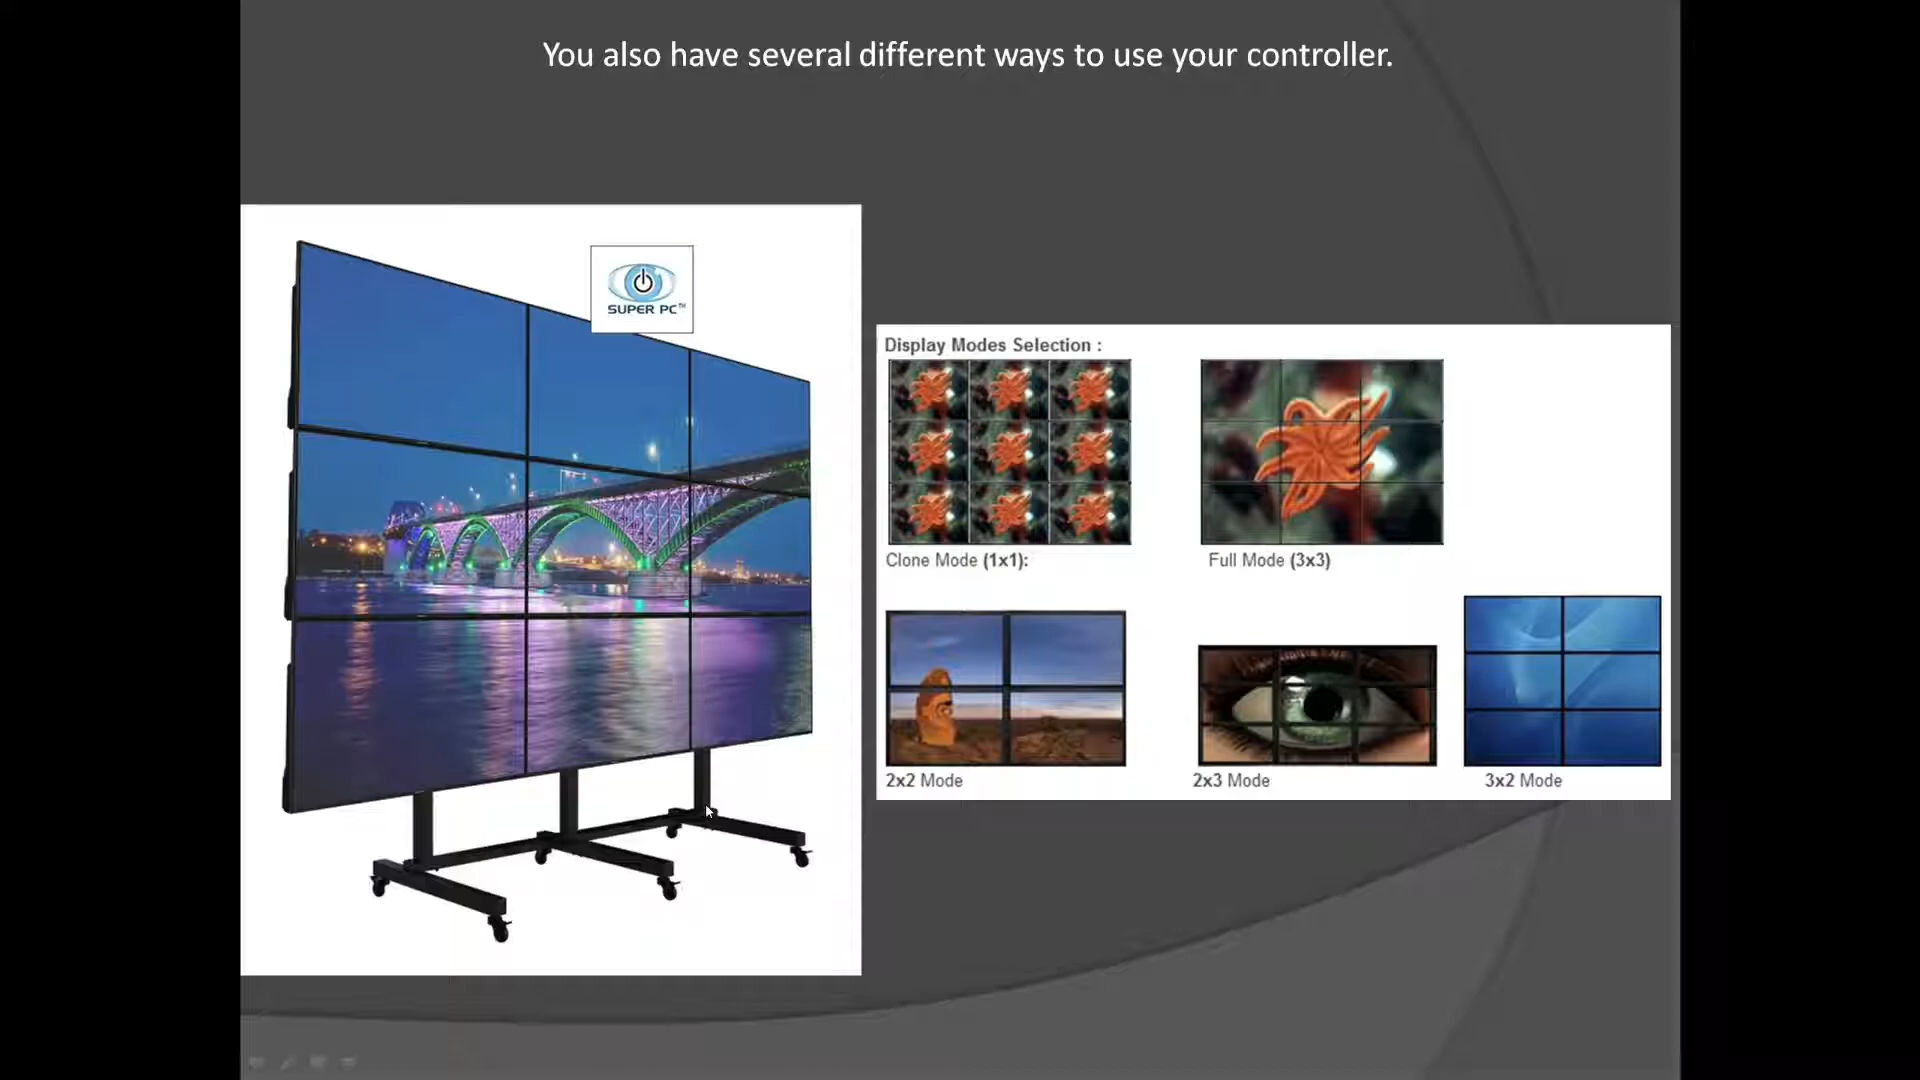 You also have several different ways to use your controller.
SUPER PC™
Display Modes Selection :
Clone Mode (1x1):
Full Mode (3x3)
2x2 Mode
2x3 Mode
3x2 Mode